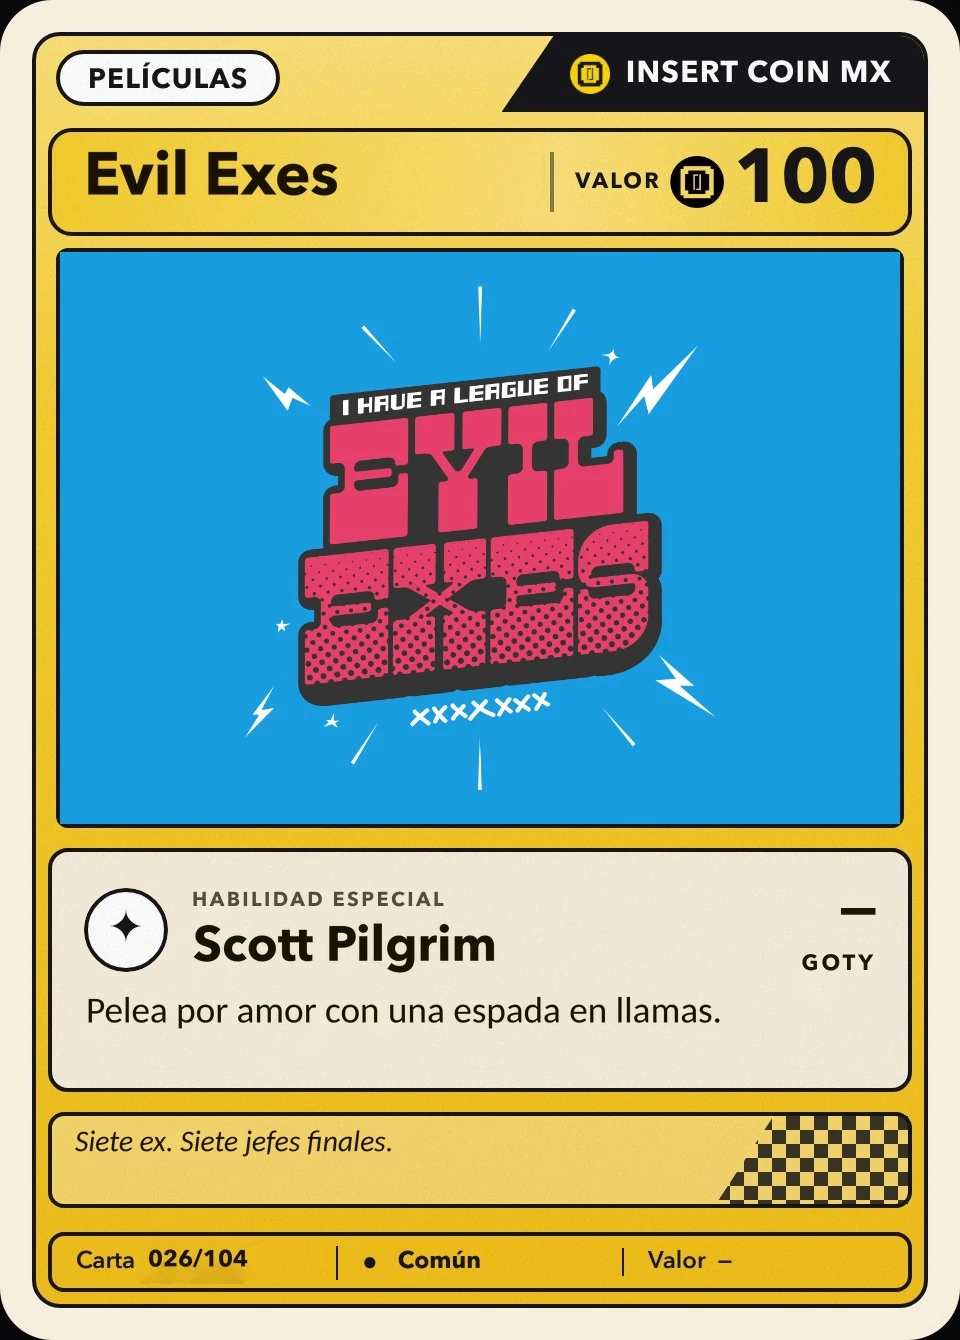 PELÍCULAS
INSERT COIN MX
Evil Exes
VALOR 100
I HAVE A LEAGUE OF
EVIL
EXES
XXXXXXX
HABILIDAD ESPECIAL
Scott Pilgrim
—
GOTY
Pelea por amor con una espada en llamas.
Siete ex. Siete jefes finales.
Carta 026/104 • Común Valor –